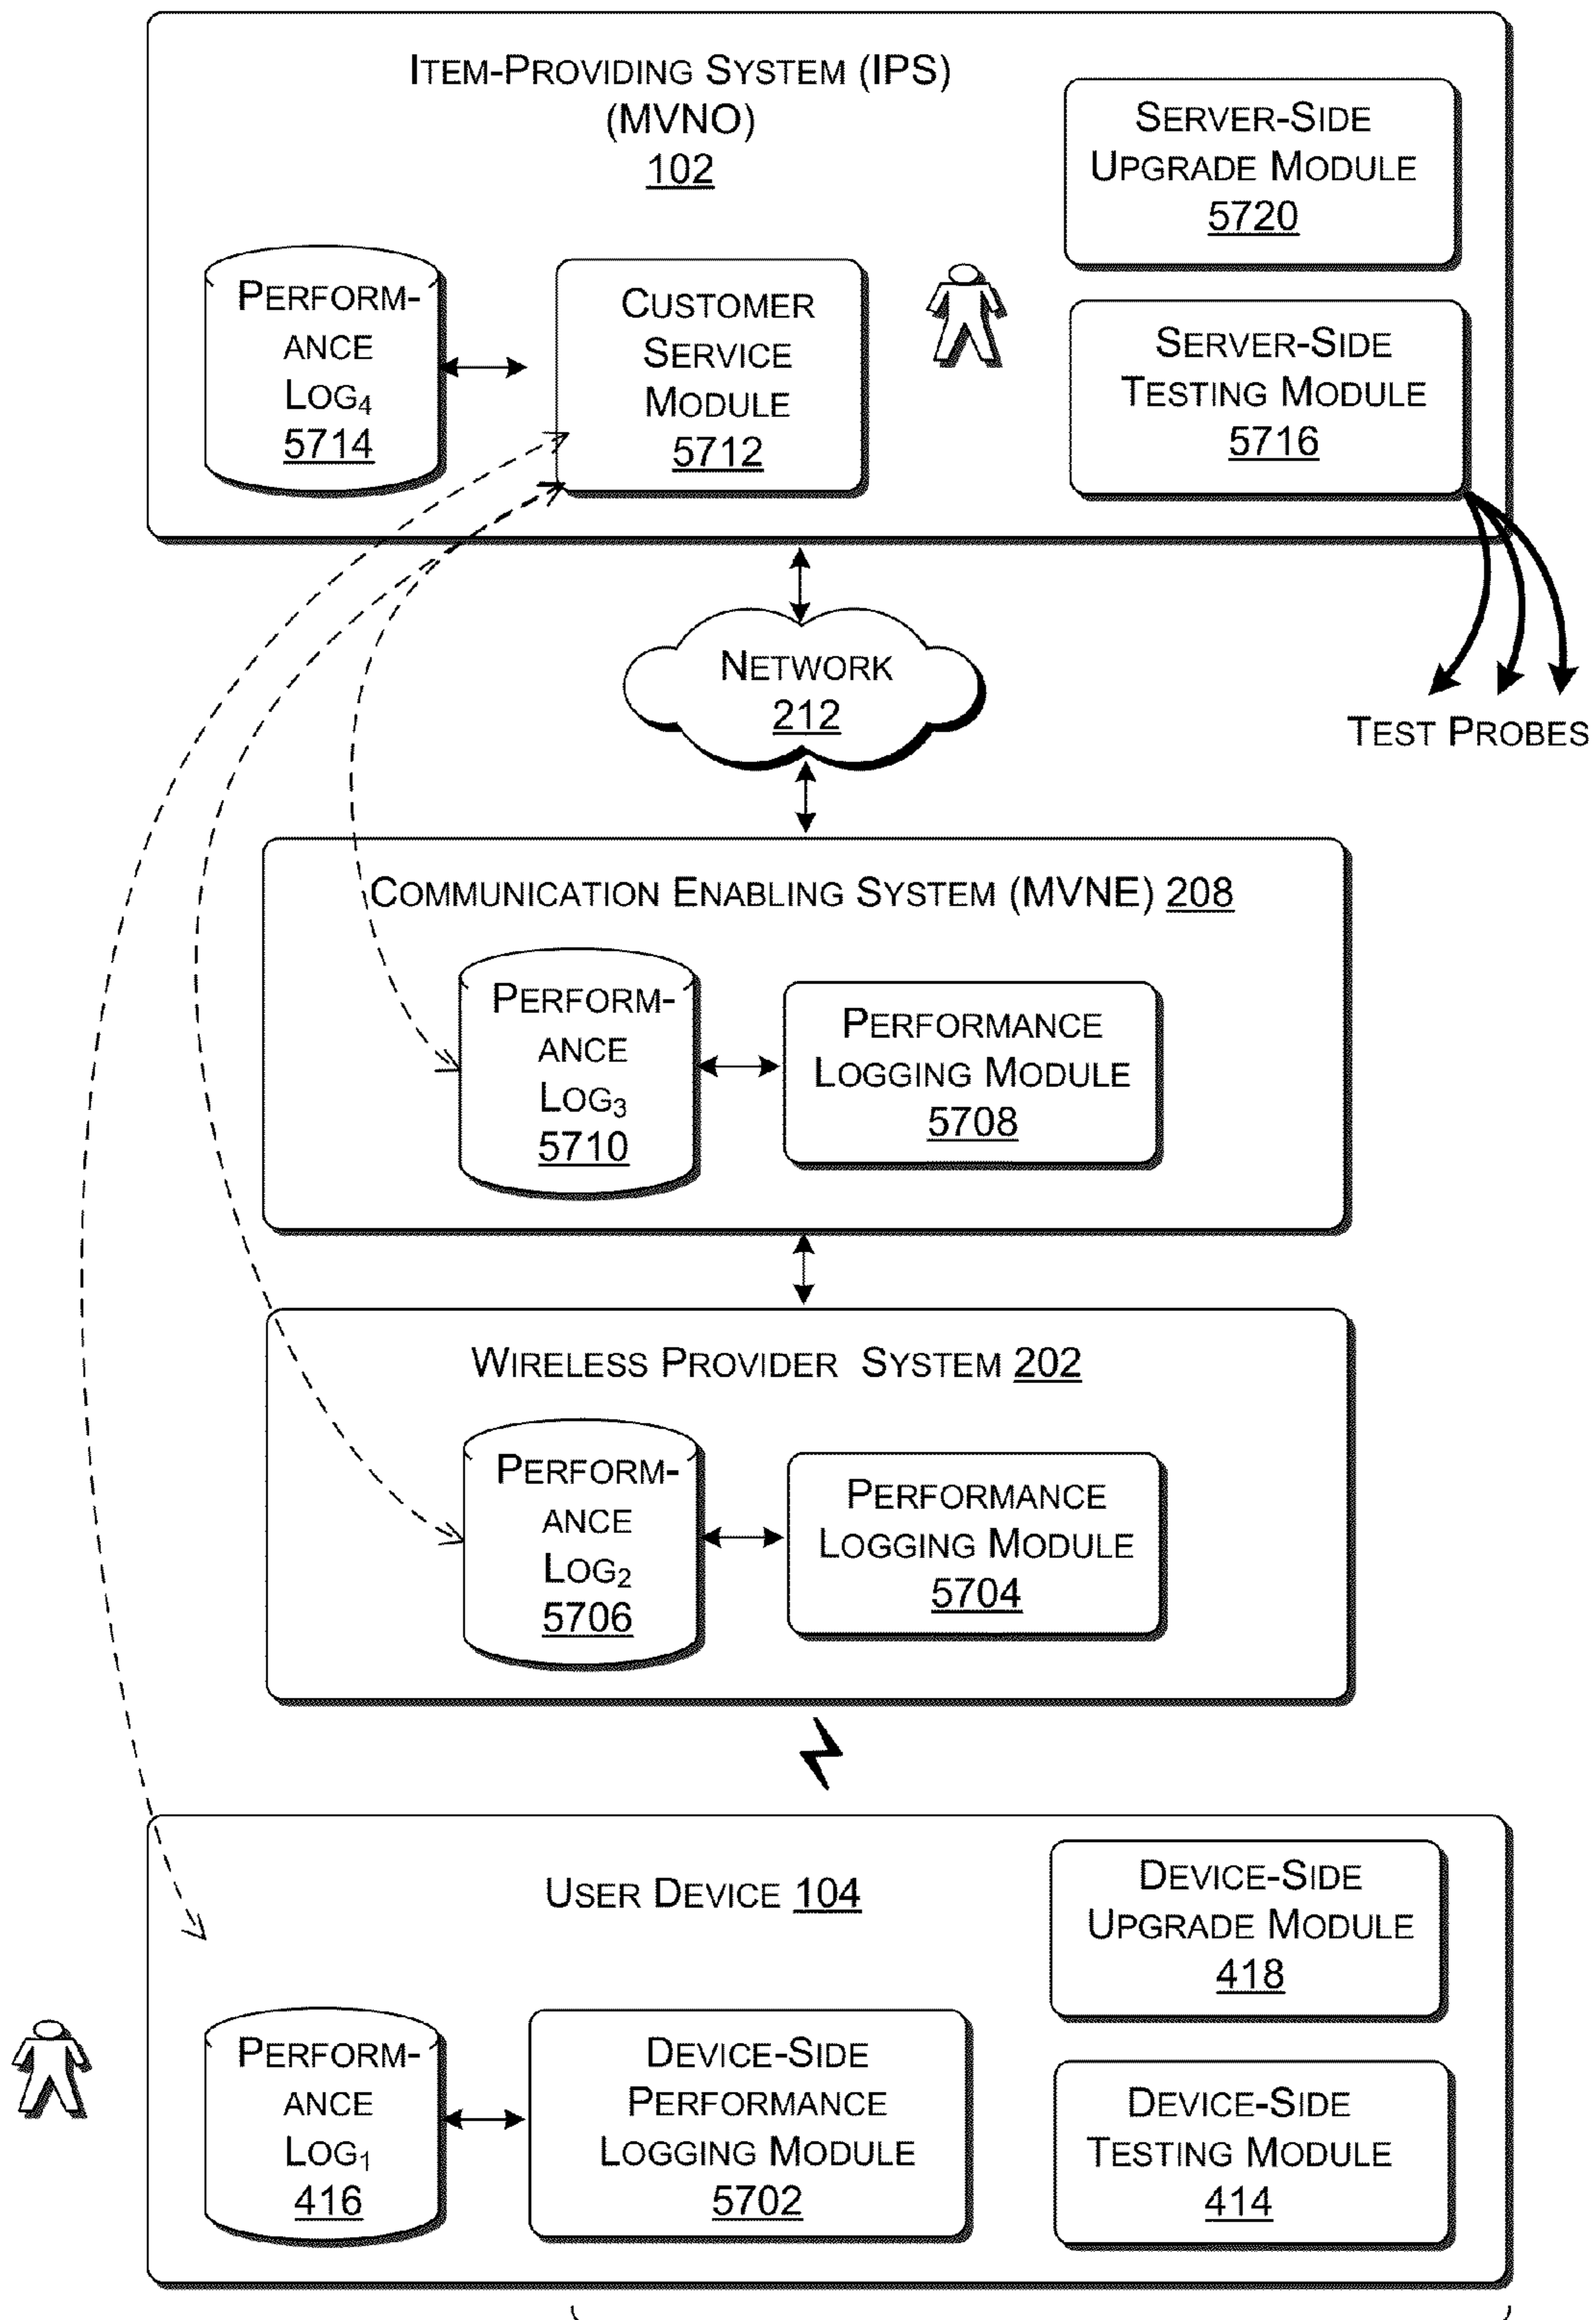 ITEM-PROVIDING SYSTEM (IPS)
(MVNO)
102
SERVER-SIDE
UPGRADE MODULE
5720
PERFORM-
ANCE
LOG4
5714
CUSTOMER
SERVICE
MODULE
5712
SERVER-SIDE
TESTING MODULE
5716
NETWORK
212
TEST PROBES
COMMUNICATION ENABLING SYSTEM (MVNE) 208
PERFORM-
ANCE
LOG3
5710
PERFORMANCE
LOGGING MODULE
5708
WIRELESS PROVIDER SYSTEM 202
PERFORM-
ANCE
LOG2
5706
PERFORMANCE
LOGGING MODULE
5704
USER DEVICE 104
DEVICE-SIDE
UPGRADE MODULE
418
PERFORM-
ANCE
LOG1
416
DEVICE-SIDE
PERFORMANCE
LOGGING MODULE
5702
DEVICE-SIDE
TESTING MODULE
414